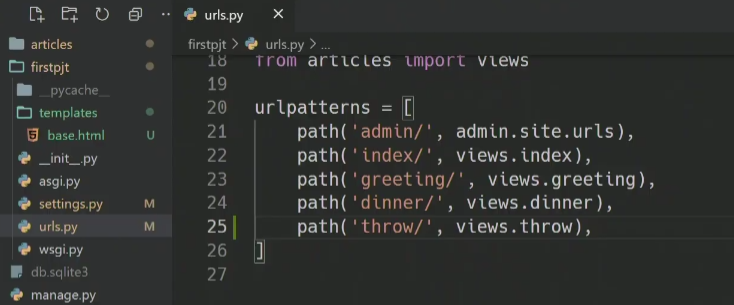 urls.py ×
articles
firstpjt
__pycache__
templates
base.html U
__init__.py
asgi.py
settings.py M
urls.py M
wsgi.py
db.sqlite3
manage.py
firstpjt > urls.py > ...
18 from articles import views
19
20 urlpatterns = [
21 path('admin/', admin.site.urls),
22 path('index/', views.index),
23 path('greeting/', views.greeting),
24 path('dinner/', views.dinner),
25 path('throw/', views.throw),
26 ]
27